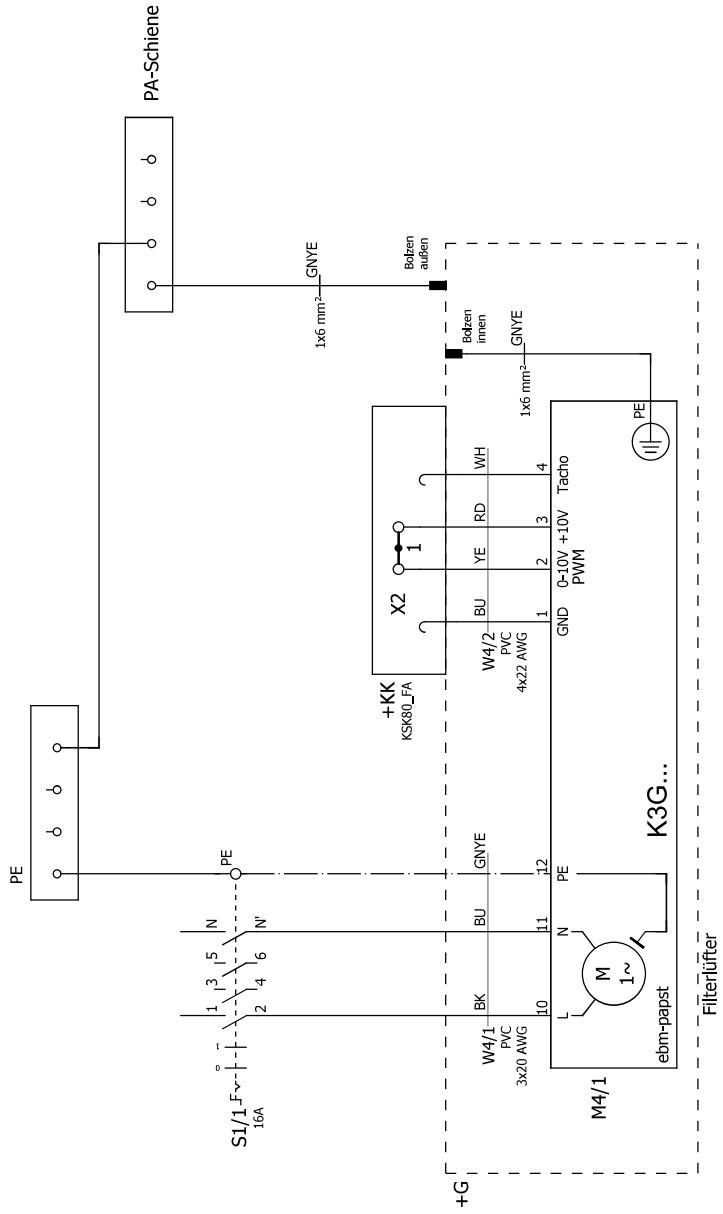 PA-Schiene
PE
GNYE
1x6 mm²
Bolzen
außen
Bolzen
innen
GNYE
1x6 mm²
PE
X2
1
+KK
KSK80_FA
BU
YE
RD
WH
W4/2
PVC
4x22 AWG
1
2
3
4
GND
0-10V
PWM
+10V
Tacho
PE
N
N'
5
6
3
4
1
2
1
0
F
S1/1
16A
BK
BU
GNYE
W4/1
PVC
3x20 AWG
10
11
12
L
N
PE
M
1~
ebm-papst
K3G...
M4/1
+G
Filterlüfter